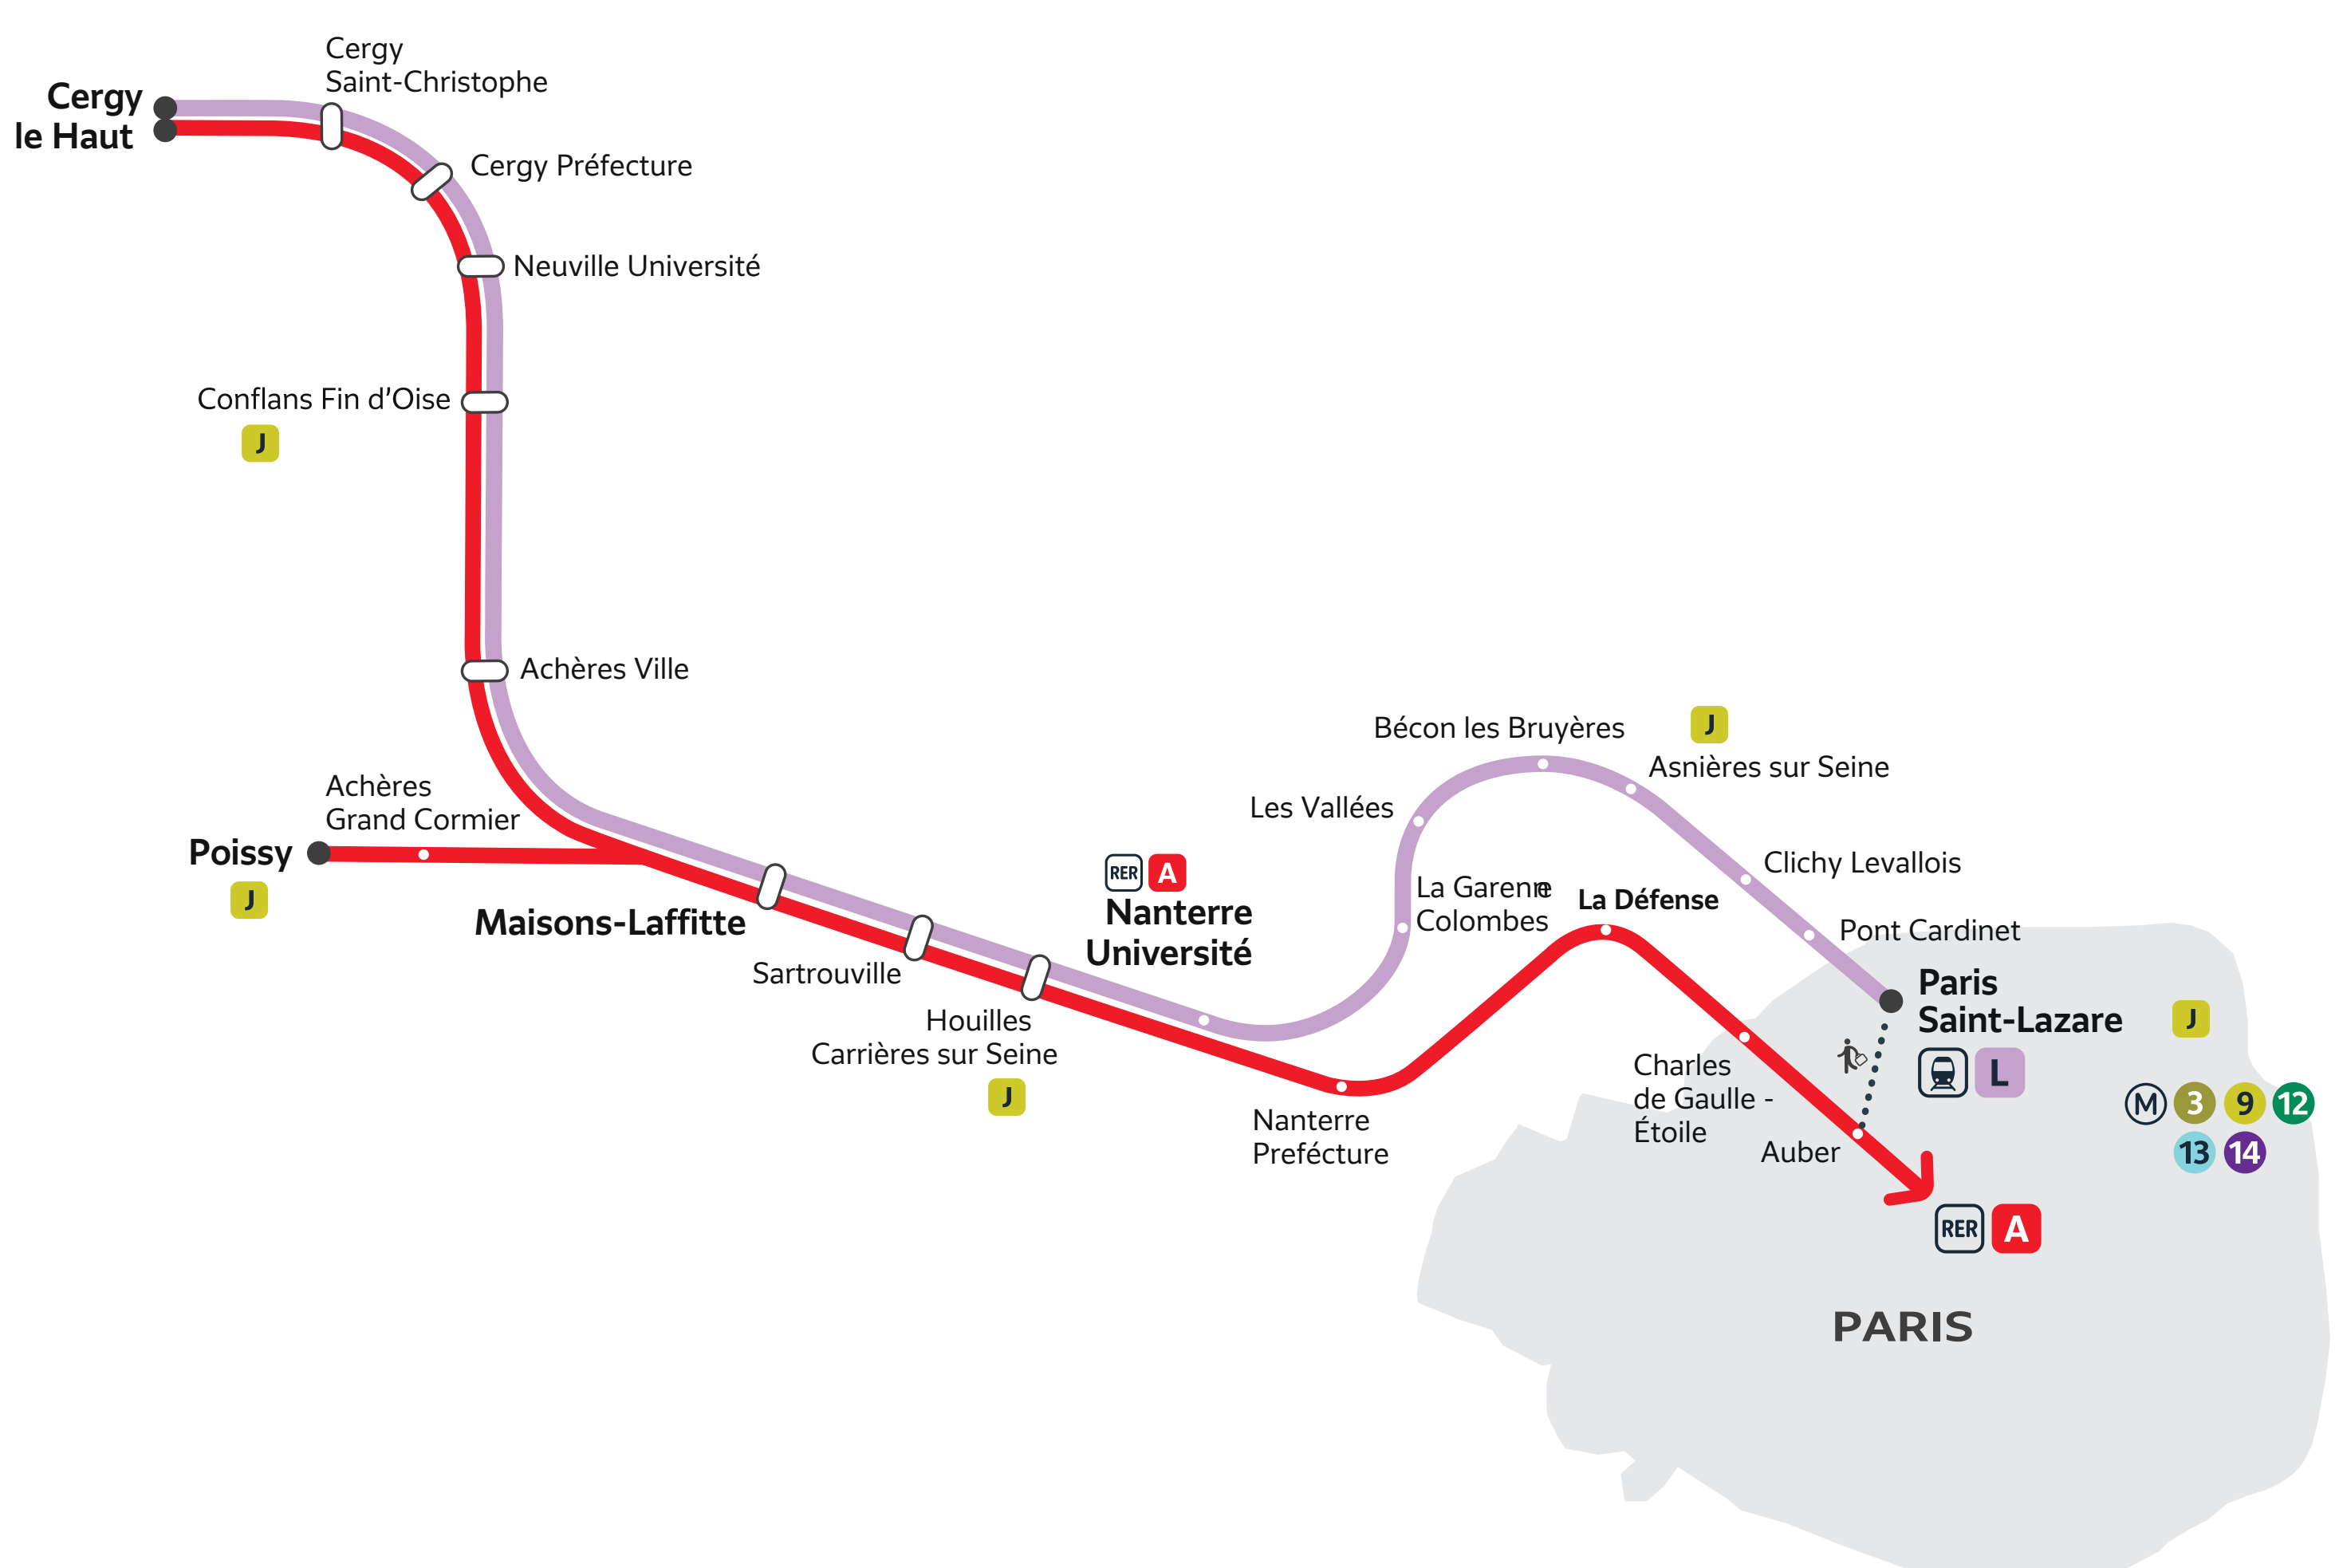 Cergy
Saint-Christophe
Cergy
le Haut
Cergy Préfecture
Neuville Université
Conflans Fin d’Oise
J
Achères Ville
Achères
Grand Cormier
Poissy
J
Maisons-Laffitte
Sartrouville
Houilles
Carrières sur Seine
J
RER A
Nanterre
Université
Nanterre
Prefécture
La Garenne
Colombes
Les Vallées
Bécon les Bruyères
J
Asnières sur Seine
Clichy Levallois
Pont Cardinet
La Défense
Paris
Saint-Lazare
J
L
M 3 9 12
13 14
Charles
de Gaulle -
Étoile
Auber
RER A
PARIS